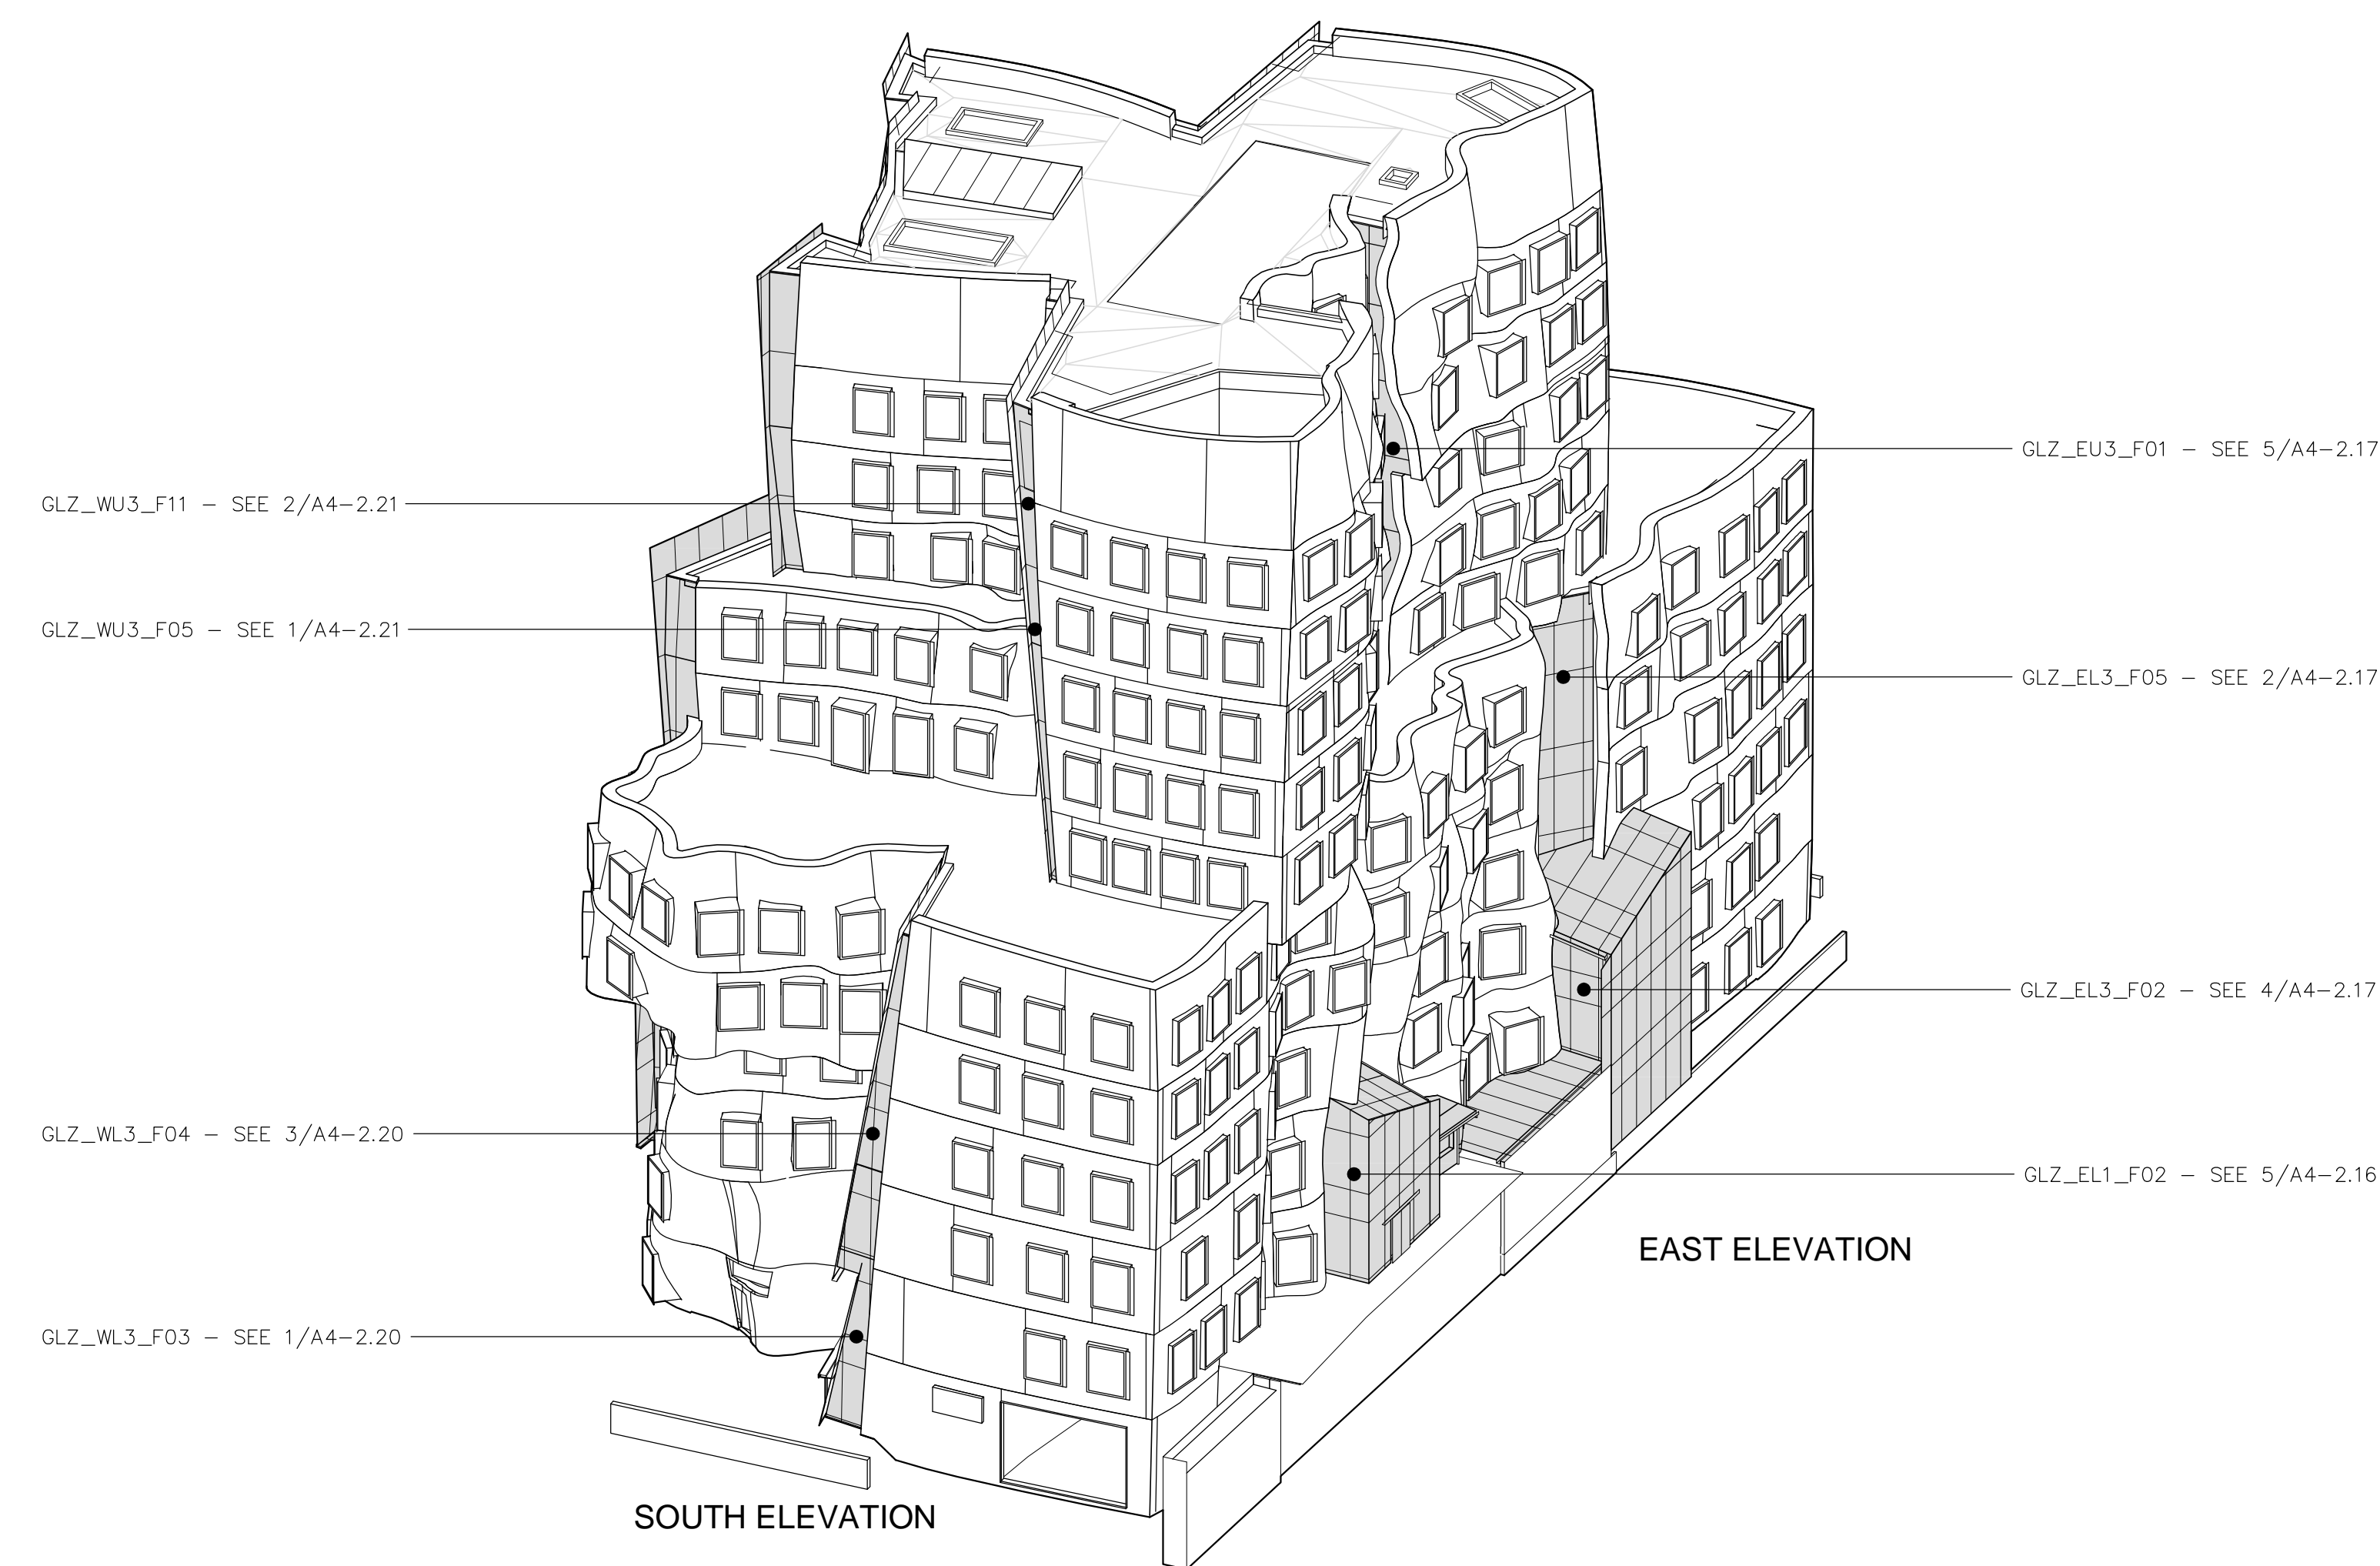 GLZ_EU3_F01 – SEE 5/A4–2.17
GLZ_WU3_F11 – SEE 2/A4–2.21
GLZ_WU3_F05 – SEE 1/A4–2.21
GLZ_EL3_F05 – SEE 2/A4–2.17
GLZ_EL3_F02 – SEE 4/A4–2.17
GLZ_WL3_F04 – SEE 3/A4–2.20
GLZ_EL1_F02 – SEE 5/A4–2.16
EAST ELEVATION
GLZ_WL3_F03 – SEE 1/A4–2.20
SOUTH ELEVATION